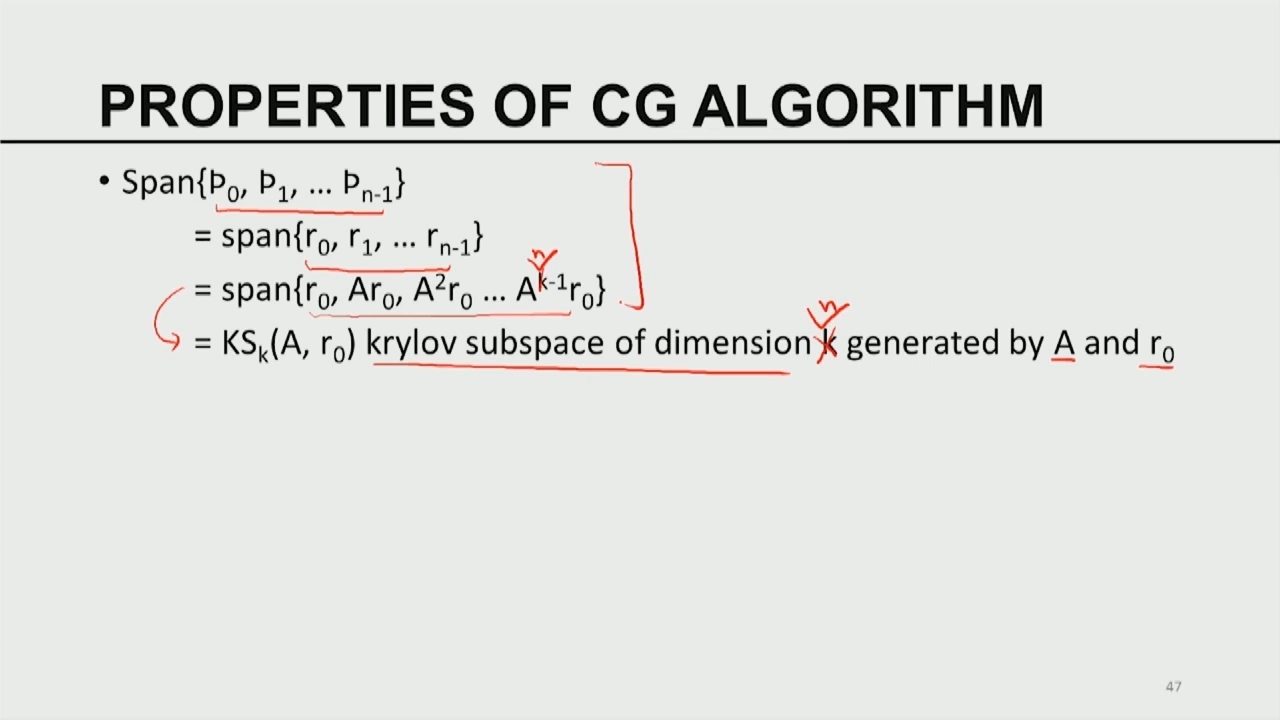 PROPERTIES OF CG ALGORITHM
• Span{Þ₀, Þ₁, ... Þₙ₋₁}
= span{r₀, r₁, ... rₙ₋₁}
n
= span{r₀, Ar₀, A²r₀ ... Aᵏ⁻¹r₀}
n
= KSₖ(A, r₀) krylov subspace of dimension k generated by A and r₀
47